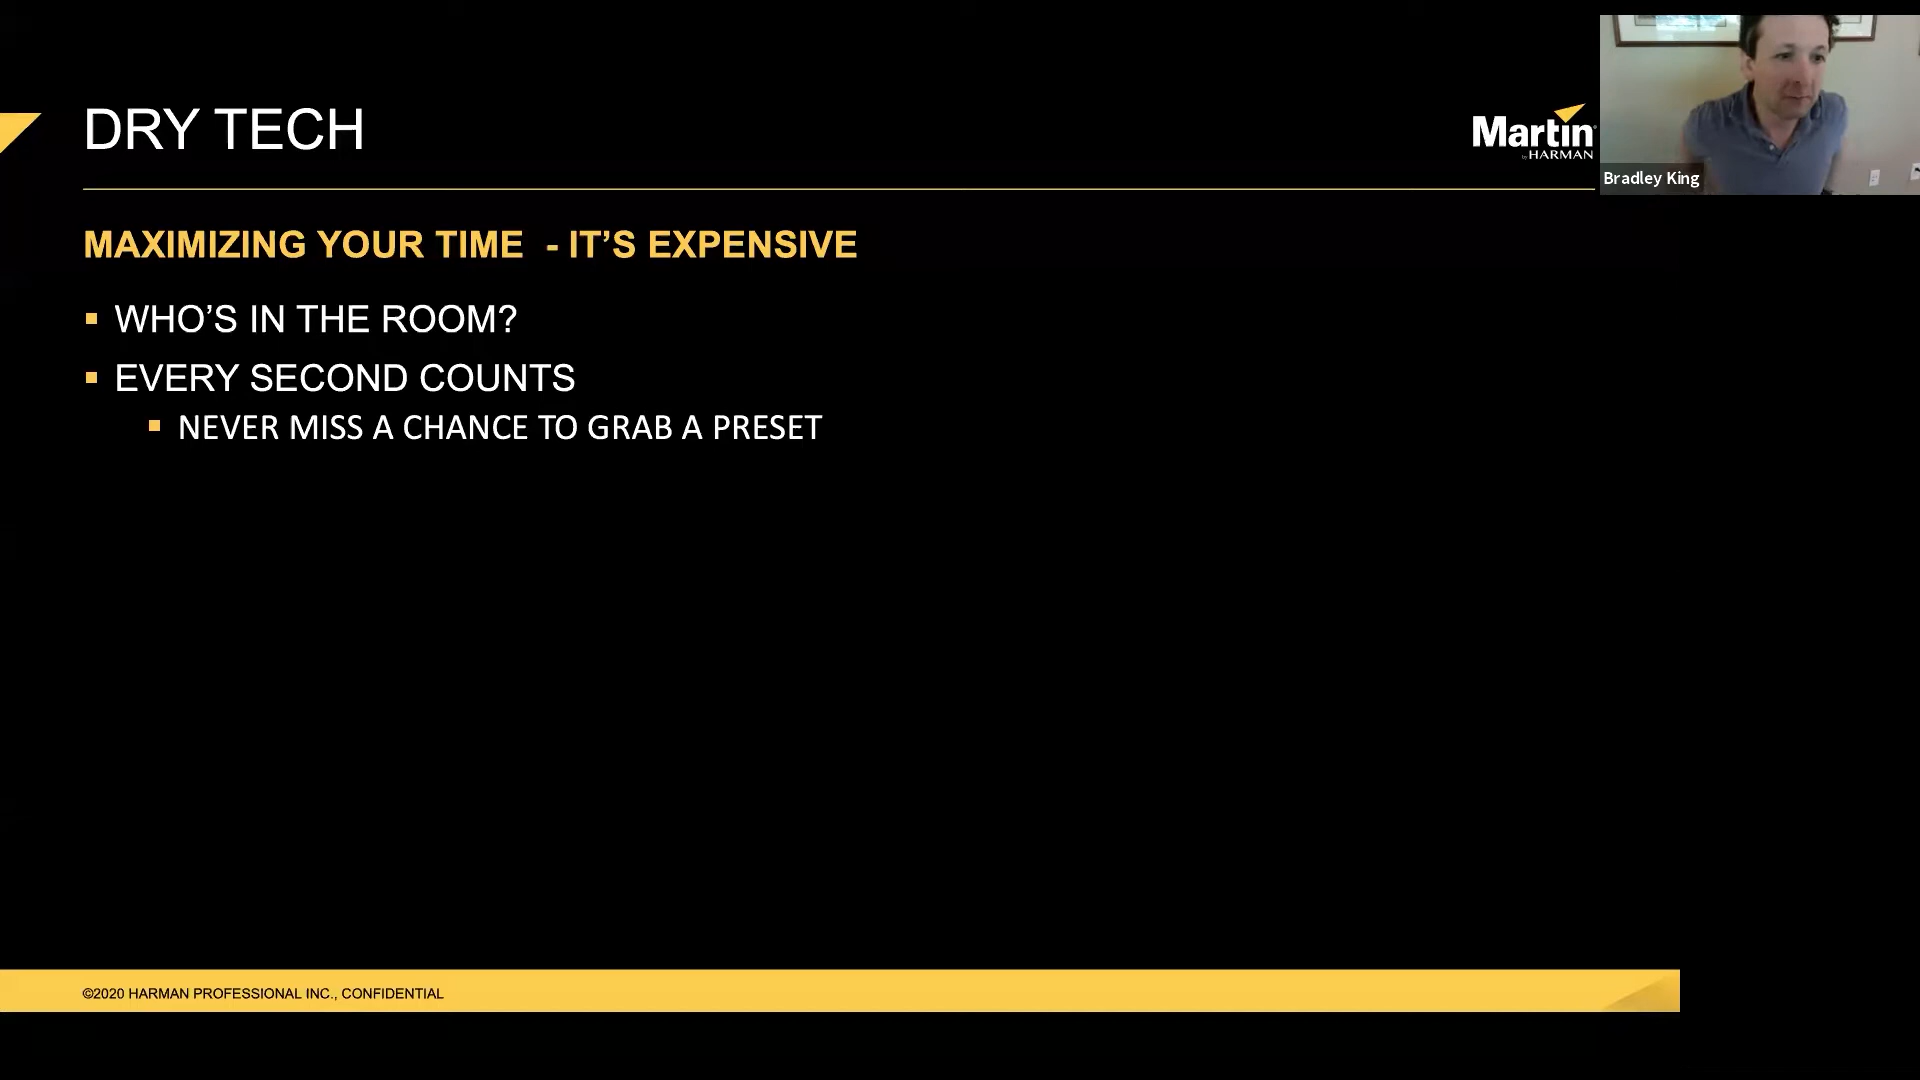 DRY TECH
Martin
by HARMAN
Bradley King
MAXIMIZING YOUR TIME  - IT’S EXPENSIVE
WHO’S IN THE ROOM?
EVERY SECOND COUNTS
NEVER MISS A CHANCE TO GRAB A PRESET
©2020 HARMAN PROFESSIONAL INC., CONFIDENTIAL